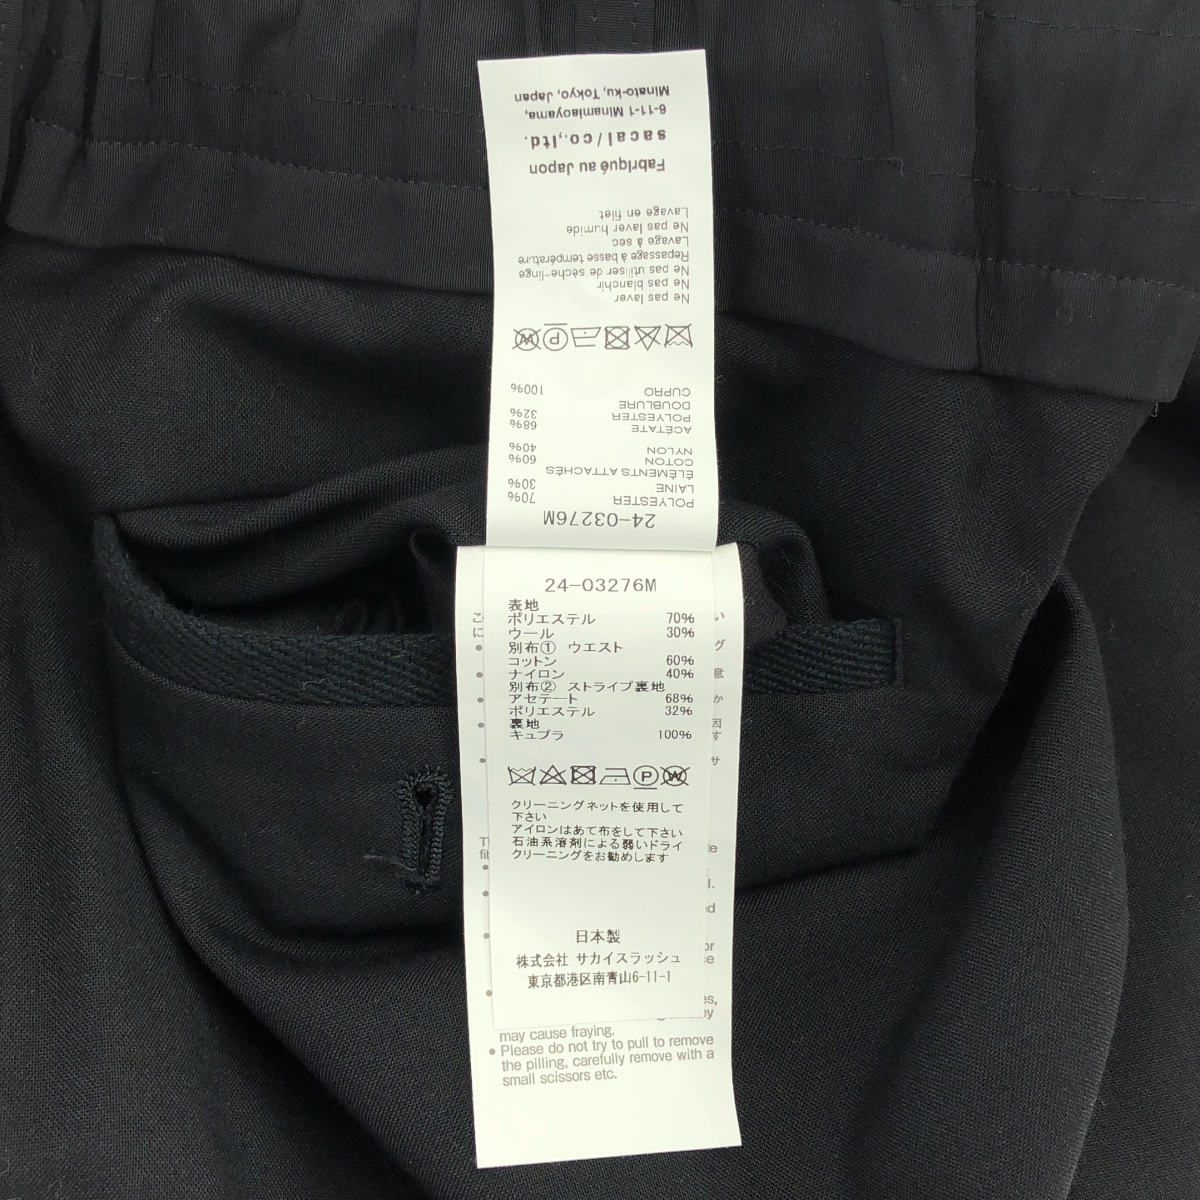 Minato-ku, Tokyo, Japan
6-11-1 Minamiaoyama,
sacai/co.,ltd.
Fabriqué au Japon
Lavage en filet
Ne pas laver humide
Lavage à sec
Repassage à basse température
Ne pas utiliser de sèche-linge
Ne pas blanchir
Ne pas laver
CUPRO 100%
DOUBLURE
POLYESTER 32%
ACÉTATE 68%
NYLON 40%
COTON 60%
ÉLÉMENTS ATTACHÉS
LAINE 30%
POLYESTER 70%
24-03276M
24-03276M
表地
ポリエステル 70%
ウール 30%
別布① ウエスト
コットン 60%
ナイロン 40%
別布② ストライプ裏地
アセテート 68%
ポリエステル 32%
裏地
キュプラ 100%
クリーニングネットを使用して
下さい
アイロンはあて布をして下さい
石油系溶剤による弱いドライ
クリーニングをお勧めします
日本製
株式会社 サカイスラッシュ
東京都港区南青山6-11-1
may cause fraying.
• Please do not try to pull to remove
the pilling, carefully remove with a
small scissors etc.